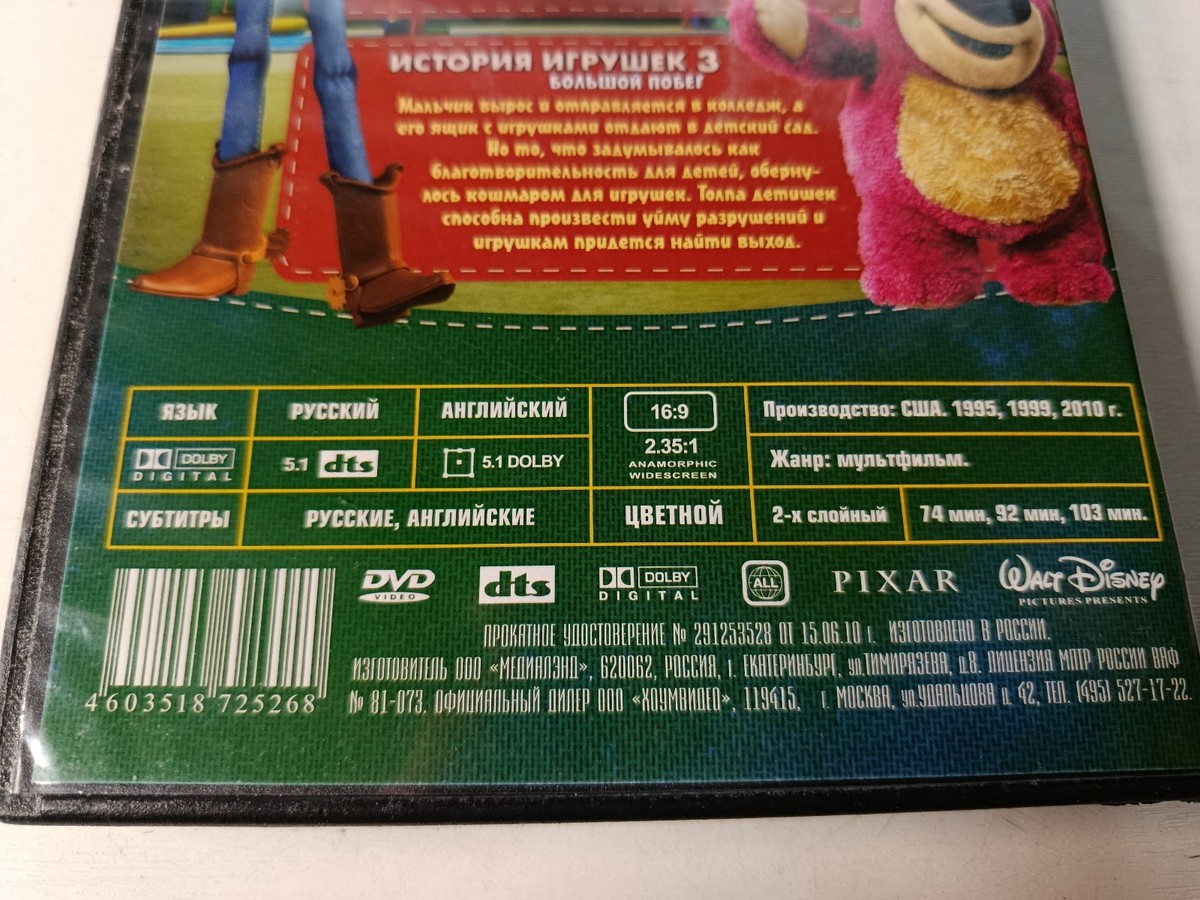 ИСТОРИЯ ИГРУШЕК 3
БОЛЬШОЙ ПОБЕГ
Мальчик вырос и отправляется в колледж, а
его ящик с игрушками отдают в детский сад.
Но то, что задумывалось как
благотворительность для детей, оберну-
лось кошмаром для игрушек. Толпа детишек
способна произвести уйму разрушений и
игрушкам придется найти выход.
ЯЗЫК РУССКИЙ АНГЛИЙСКИЙ 16:9 Производство: США. 1995, 1999, 2010 г.
DOLBY DIGITAL 5.1 dts 5.1 DOLBY 2.35:1 ANAMORPHIC WIDESCREEN Жанр: мультфильм.
СУБТИТРЫ РУССКИЕ, АНГЛИЙСКИЕ ЦВЕТНОЙ 2-х слойный 74 мин, 92 мин, 103 мин.
DVD VIDEO dts DOLBY DIGITAL ALL PIXAR WALT DISNEY PICTURES PRESENTS
ПРОКАТНОЕ УДОСТОВЕРЕНИЕ № 291253528 ОТ 15.06.10 г. ИЗГОТОВЛЕНО В РОССИИ.
ИЗГОТОВИТЕЛЬ ООО «МЕДИАЛЭНД», 620062, РОССИЯ, г. ЕКАТЕРИНБУРГ, ул.ТИМИРЯЗЕВА, д.8. ЛИЦЕНЗИЯ МПТР РОССИИ ВАФ
№ 81-073. ОФИЦИАЛЬНЫЙ ДИЛЕР ООО «ХОУМВИДЕО», 119415, г. МОСКВА, ул.УДАЛЬЦОВА д. 42, ТЕЛ. (495) 527-17-22.
4 603518 725268